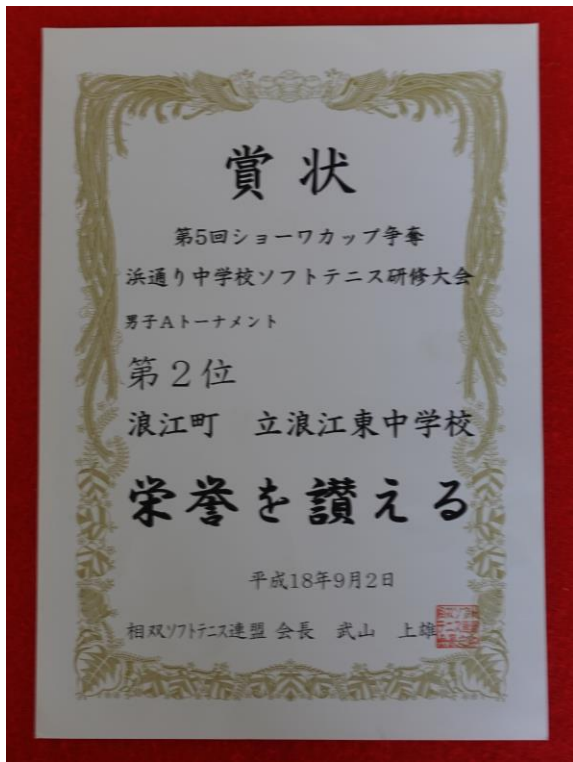 賞状
第5回ショーワカップ争奪
浜通り中学校ソフトテニス研修大会
男子Aトーナメント
第2位
浪江町　立浪江東中学校
栄誉を讃える
平成18年9月2日
相双ソフトテニス連盟 会長　武山　上雄